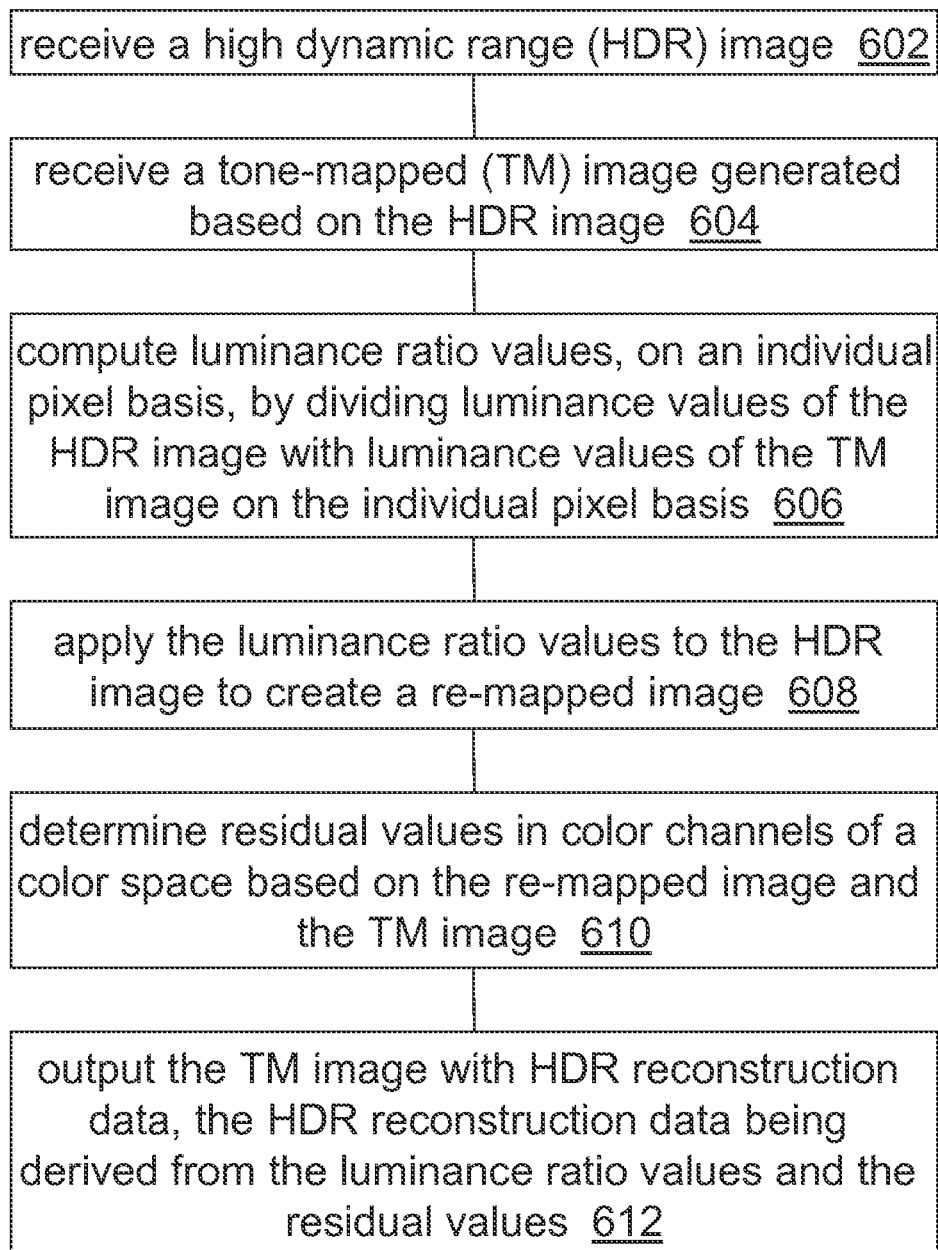 receive a high dynamic range (HDR) image 602
receive a tone-mapped (TM) image generated
based on the HDR image 604
compute luminance ratio values, on an individual
pixel basis, by dividing luminance values of the
HDR image with luminance values of the TM
image on the individual pixel basis 606
apply the luminance ratio values to the HDR
image to create a re-mapped image 608
determine residual values in color channels of a
color space based on the re-mapped image and
the TM image 610
output the TM image with HDR reconstruction
data, the HDR reconstruction data being
derived from the luminance ratio values and the
residual values 612